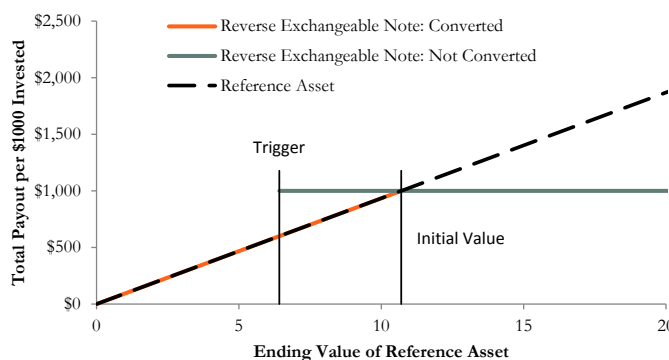 $2,500
$2,000
$1,500
$1,000
$500
$0
Total Payout per $1000 Invested
Reverse Exchangeable Note: Converted
Reverse Exchangeable Note: Not Converted
Reference Asset
Trigger
Initial Value
0
5
10
15
20
Ending Value of Reference Asset